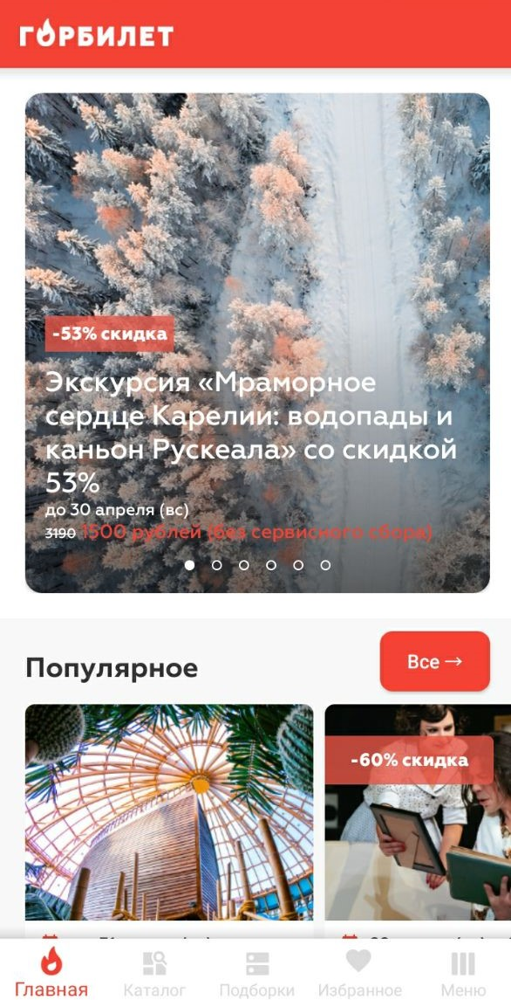 ГОРБИЛЕТ
-53% скидка
Экскурсия «Мраморное
сердце Карелии: водопады и
каньон Рускеала» со скидкой
53%
до 30 апреля (вс)
3190 1500 рублей (без сервисного сбора)
Популярное
Все →
-60% скидка
Главная
Каталог
Подборки
Избранное
Меню